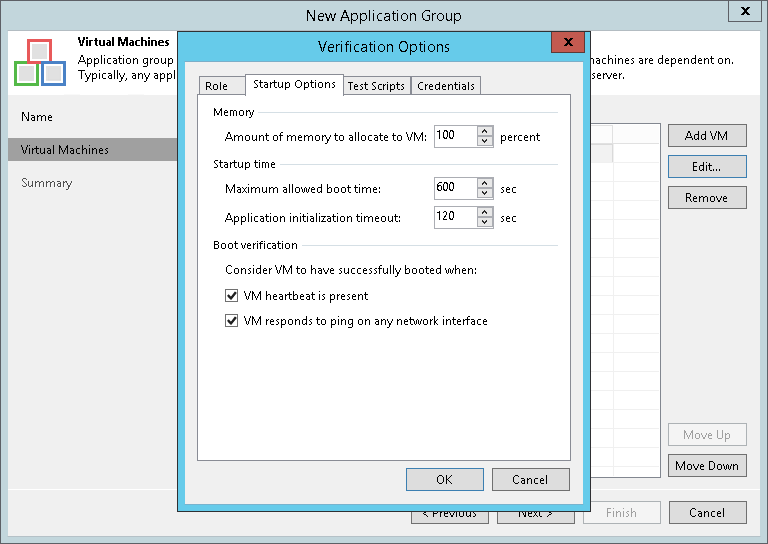 New Application Group
X
Virtual Machines
Application group
machines are dependent on.
Typically, any appl
server.
Verification Options
x
Name
Virtual Machines
Summary
Role
Startup Options
Test Scripts
Credentials
Memory
Amount of memory to allocate to VM: 100 percent
Startup time
Maximum allowed boot time: 600 sec
Application initialization timeout: 120 sec
Boot verification
Consider VM to have successfully booted when:
VM heartbeat is present
VM responds to ping on any network interface
OK
Cancel
Add VM
Edit...
Remove
Move Up
Move Down
< Previous
Next >
Finish
Cancel